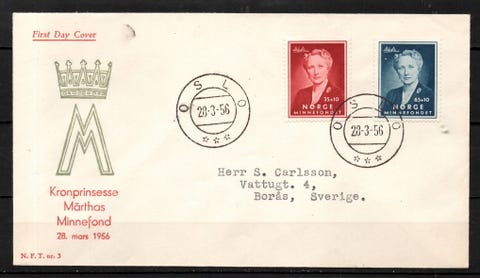 First Day Cover
M
Kronprinsesse
Märthas
Minnefond
28. mars 1956
N. F. T. nr: 3
OSLO
28-3-56
35+10
NORGE
MINNEFONDET
65+10
NORGE
MINNEFONDET
OSLO
28-3-56
Herr S. Carlsson,
Vattugt. 4,
Borås, Sverige.